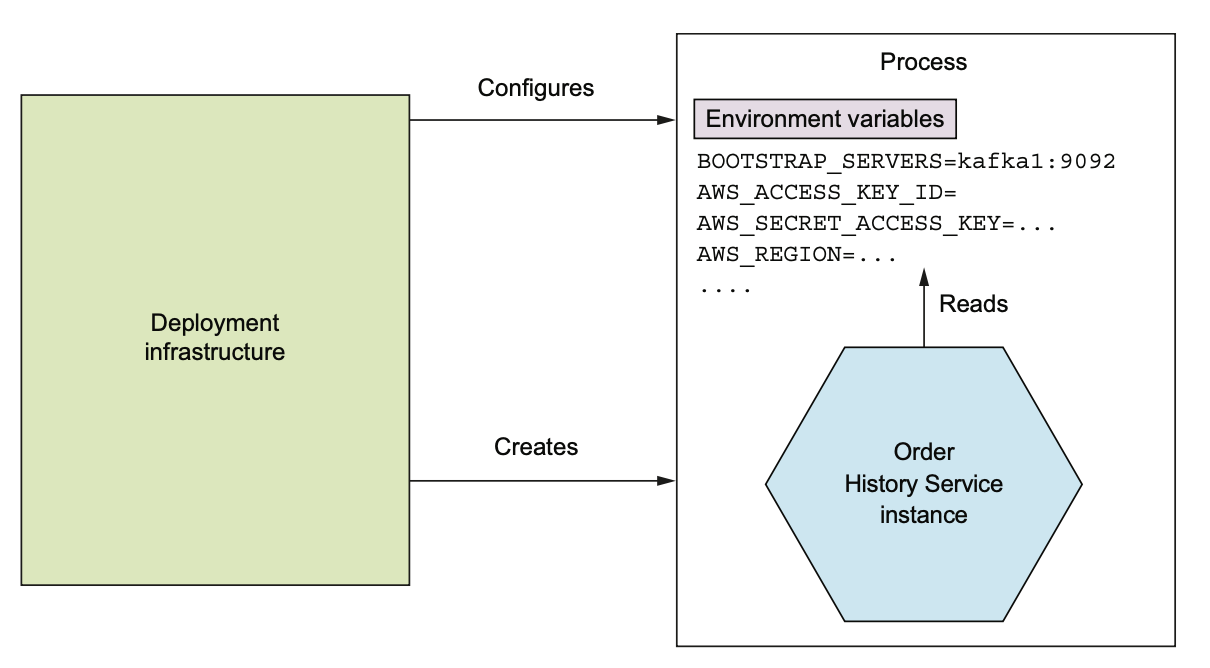 Process
Configures
Environment variables
BOOTSTRAP_SERVERS=kafka1:9092
AWS_ACCESS_KEY_ID=
AWS_SECRET_ACCESS_KEY=...
AWS_REGION=...
....
Reads
Deployment
infrastructure
Creates
Order
History Service
instance